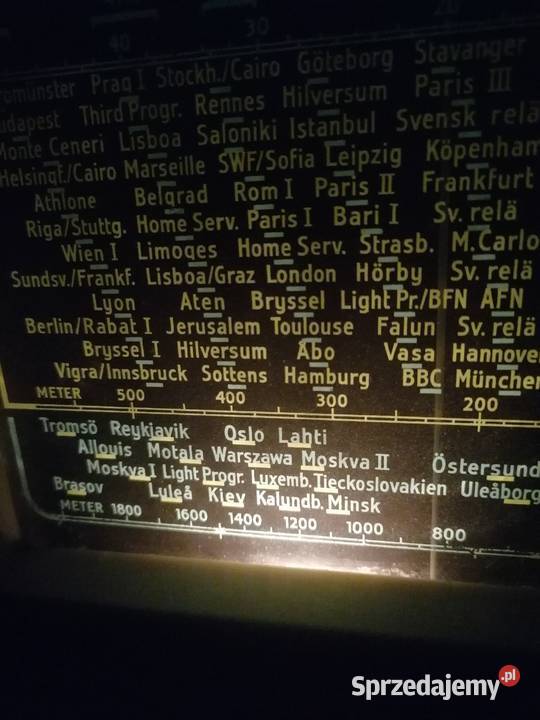 40 30 20
Prag I Stockh./Cairo Göteborg Stavanger
Third Progr. Rennes Hilversum Paris III
Monte Ceneri Lisboa Saloniki Istanbul Svensk relä
Helsingf./Cairo Marseille SWF/Sofia Leipzig Köpenham
Athlone Belgrad Rom I Paris II Frankfurt
Riga/Stuttg. Home Serv. Paris I Bari I Sv. relä
Wien I Limoges Home Serv. Strasb. M.Carlo
Sundsv./Frankf. Lisboa/Graz London Hörby Sv. relä
Lyon Aten Bryssel Light Pr./BFN AFN
Berlin/Rabat I Jerusalem Toulouse Falun Sv. relä
Bryssel I Hilversum Åbo Vasa Hannove
Vigra/Innsbruck Sottens Hamburg BBC München
METER 500 400 300 200
Tromsö Reykjavik Oslo Lahti
Allouis Motala Warszawa Moskva II Östersund
Moskva I Light Progr. Luxemb. Tjeckoslovakien Uleåborg
Brasov Luleå Kiev Kalundb. Minsk
METER 1800 1600 1400 1200 1000 800
Sprzedajemy.pl